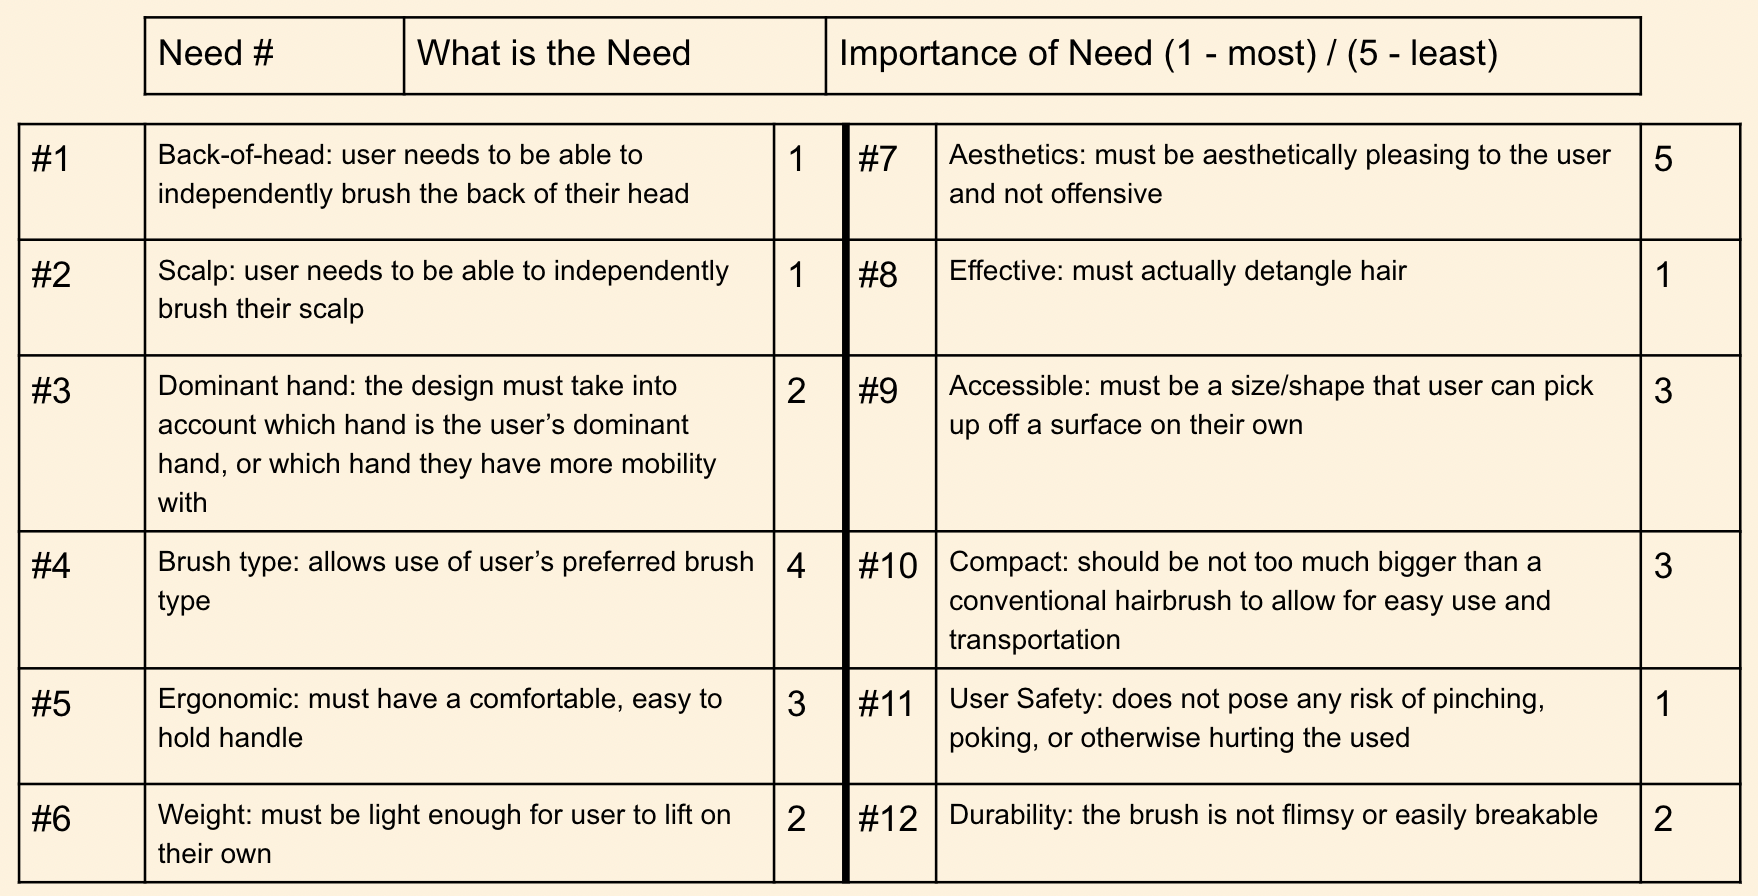 Need #
What is the Need
Importance of Need (1 - most) / (5 - least)
#1
Back-of-head: user needs to be able to
independently brush the back of their head
1
#7
Aesthetics: must be aesthetically pleasing to the user
and not offensive
5
#2
Scalp: user needs to be able to independently
brush their scalp
1
#8
Effective: must actually detangle hair
1
#3
Dominant hand: the design must take into
account which hand is the user’s dominant
hand, or which hand they have more mobility
with
2
#9
Accessible: must be a size/shape that user can pick
up off a surface on their own
3
#4
Brush type: allows use of user’s preferred brush
type
4
#10
Compact: should be not too much bigger than a
conventional hairbrush to allow for easy use and
transportation
3
#5
Ergonomic: must have a comfortable, easy to
hold handle
3
#11
User Safety: does not pose any risk of pinching,
poking, or otherwise hurting the used
1
#6
Weight: must be light enough for user to lift on
their own
2
#12
Durability: the brush is not flimsy or easily breakable
2